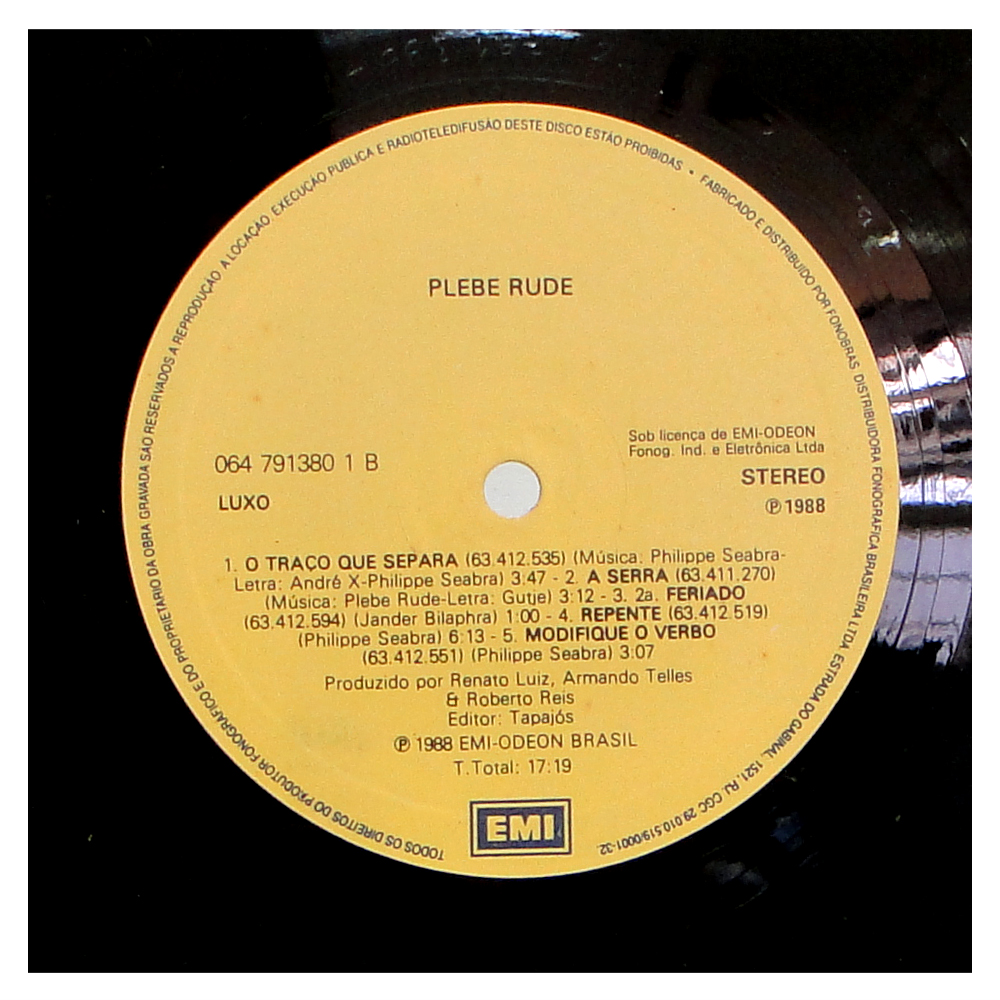 TODOS OS DIREITOS DO PRODUTOR FONOGRÁFICO E DO PROPRIETÁRIO DA OBRA GRAVADA SÃO RESERVADOS A REPRODUÇÃO A LOCAÇÃO. EXECUÇÃO PÚBLICA E RADIOTELEDIFUSÃO DESTE DISCO ESTÃO PROIBIDAS • FABRICADO E DISTRIBUIDO POR FONOBRAS DISTRIBUIDORA FONOGRÁFICA BRASILEIRA LTDA ESTRADA DO GABINAL, 1521, RJ. CGC 29.010.519/0001-32.
PLEBE RUDE
Sob licença de EMI-ODEON
Fonog. Ind. e Eletrônica Ltda
064 791380 1 B
STEREO
LUXO
℗ 1988
1. O TRAÇO QUE SEPARA (63.412.535) (Música: Philippe Seabra-
Letra: André X-Philippe Seabra) 3:47 - 2. A SERRA (63.411.270)
(Música: Plebe Rude-Letra: Gutje) 3:12 - 3. 2a. FERIADO
(63.412.594) (Jander Bilaphra) 1:00 - 4. REPENTE (63.412.519)
(Philippe Seabra) 6:13 - 5. MODIFIQUE O VERBO
(63.412.551) (Philippe Seabra) 3:07
Produzido por Renato Luiz, Armando Telles
& Roberto Reis
Editor: Tapajós
℗ 1988 EMI-ODEON BRASIL
T.Total: 17:19
EMI